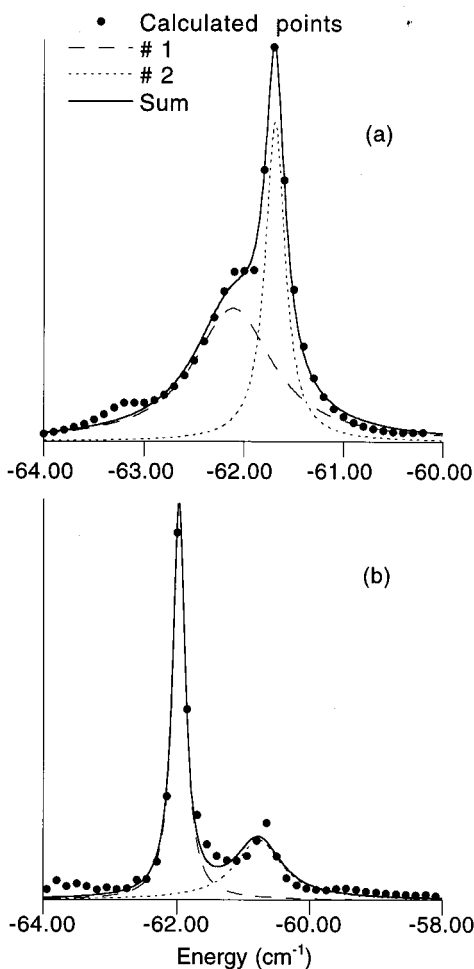 Calculated points
# 1
# 2
Sum
(a)
-64.00 -63.00 -62.00 -61.00 -60.00
(b)
-64.00 -62.00 -60.00 -58.00
Energy (cm⁻¹)